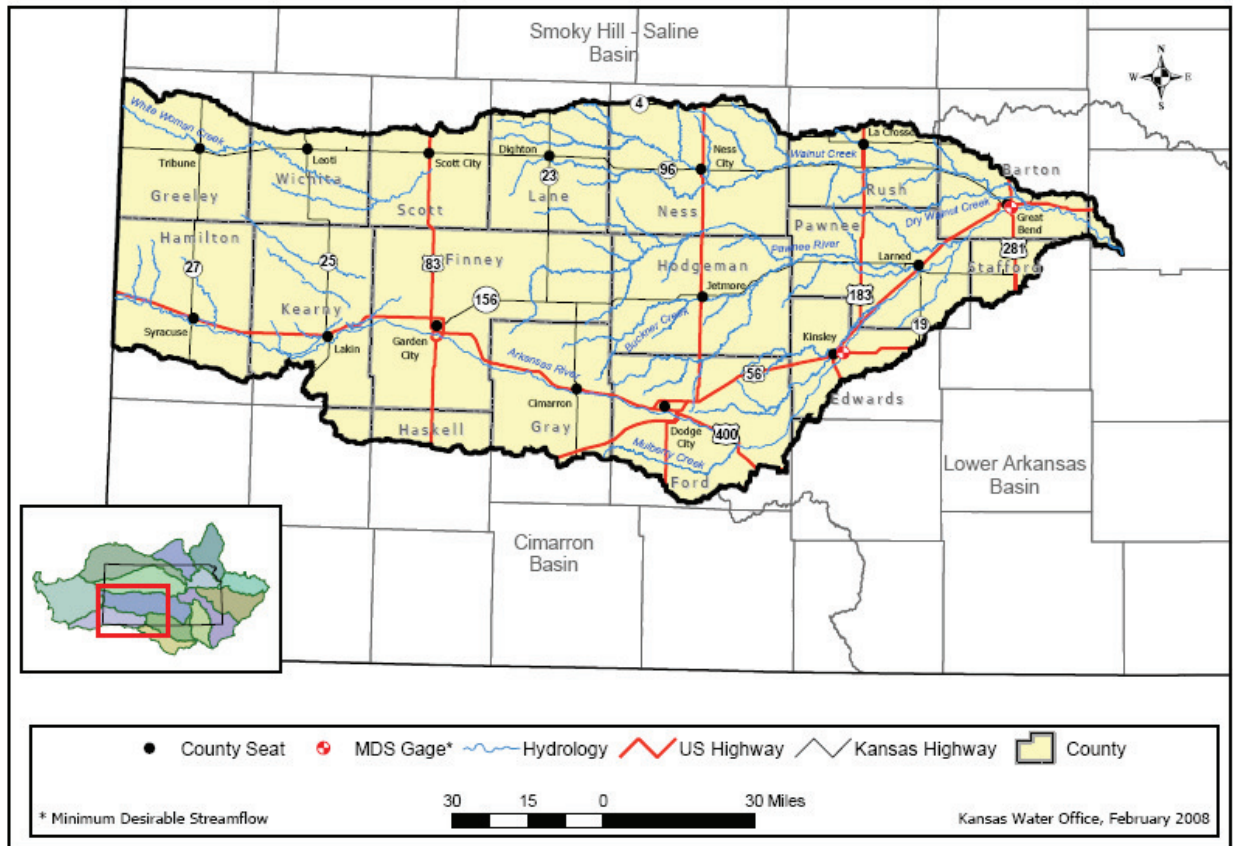 Smoky Hill - Saline
Basin
N
W E
S
4
White Woman Creek
La Crosse
Tribune
Leoti
Scott City
Dighton
Ness
City
Walnut Creek
Barton
96
23
Greeley
Wichita
Scott
Lane
Ness
Rush
Great
Bend
Dry Walnut Creek
Pawnee
Hamilton
Pawnee River
27
25
83
Finney
Hodgeman
Larned
281
Stafford
Kearny
156
Jetmore
183
19
Syracuse
Lakin
Garden
City
Buckner Creek
Kinsley
Arkansas River
56
Cimarron
Edwards
Haskell
Gray
Dodge
City
400
Mulberry Creek
Ford
Lower Arkansas
Basin
Cimarron
Basin
County Seat MDS Gage* Hydrology US Highway Kansas Highway County
30 15 0 30 Miles
* Minimum Desirable Streamflow
Kansas Water Office, February 2008